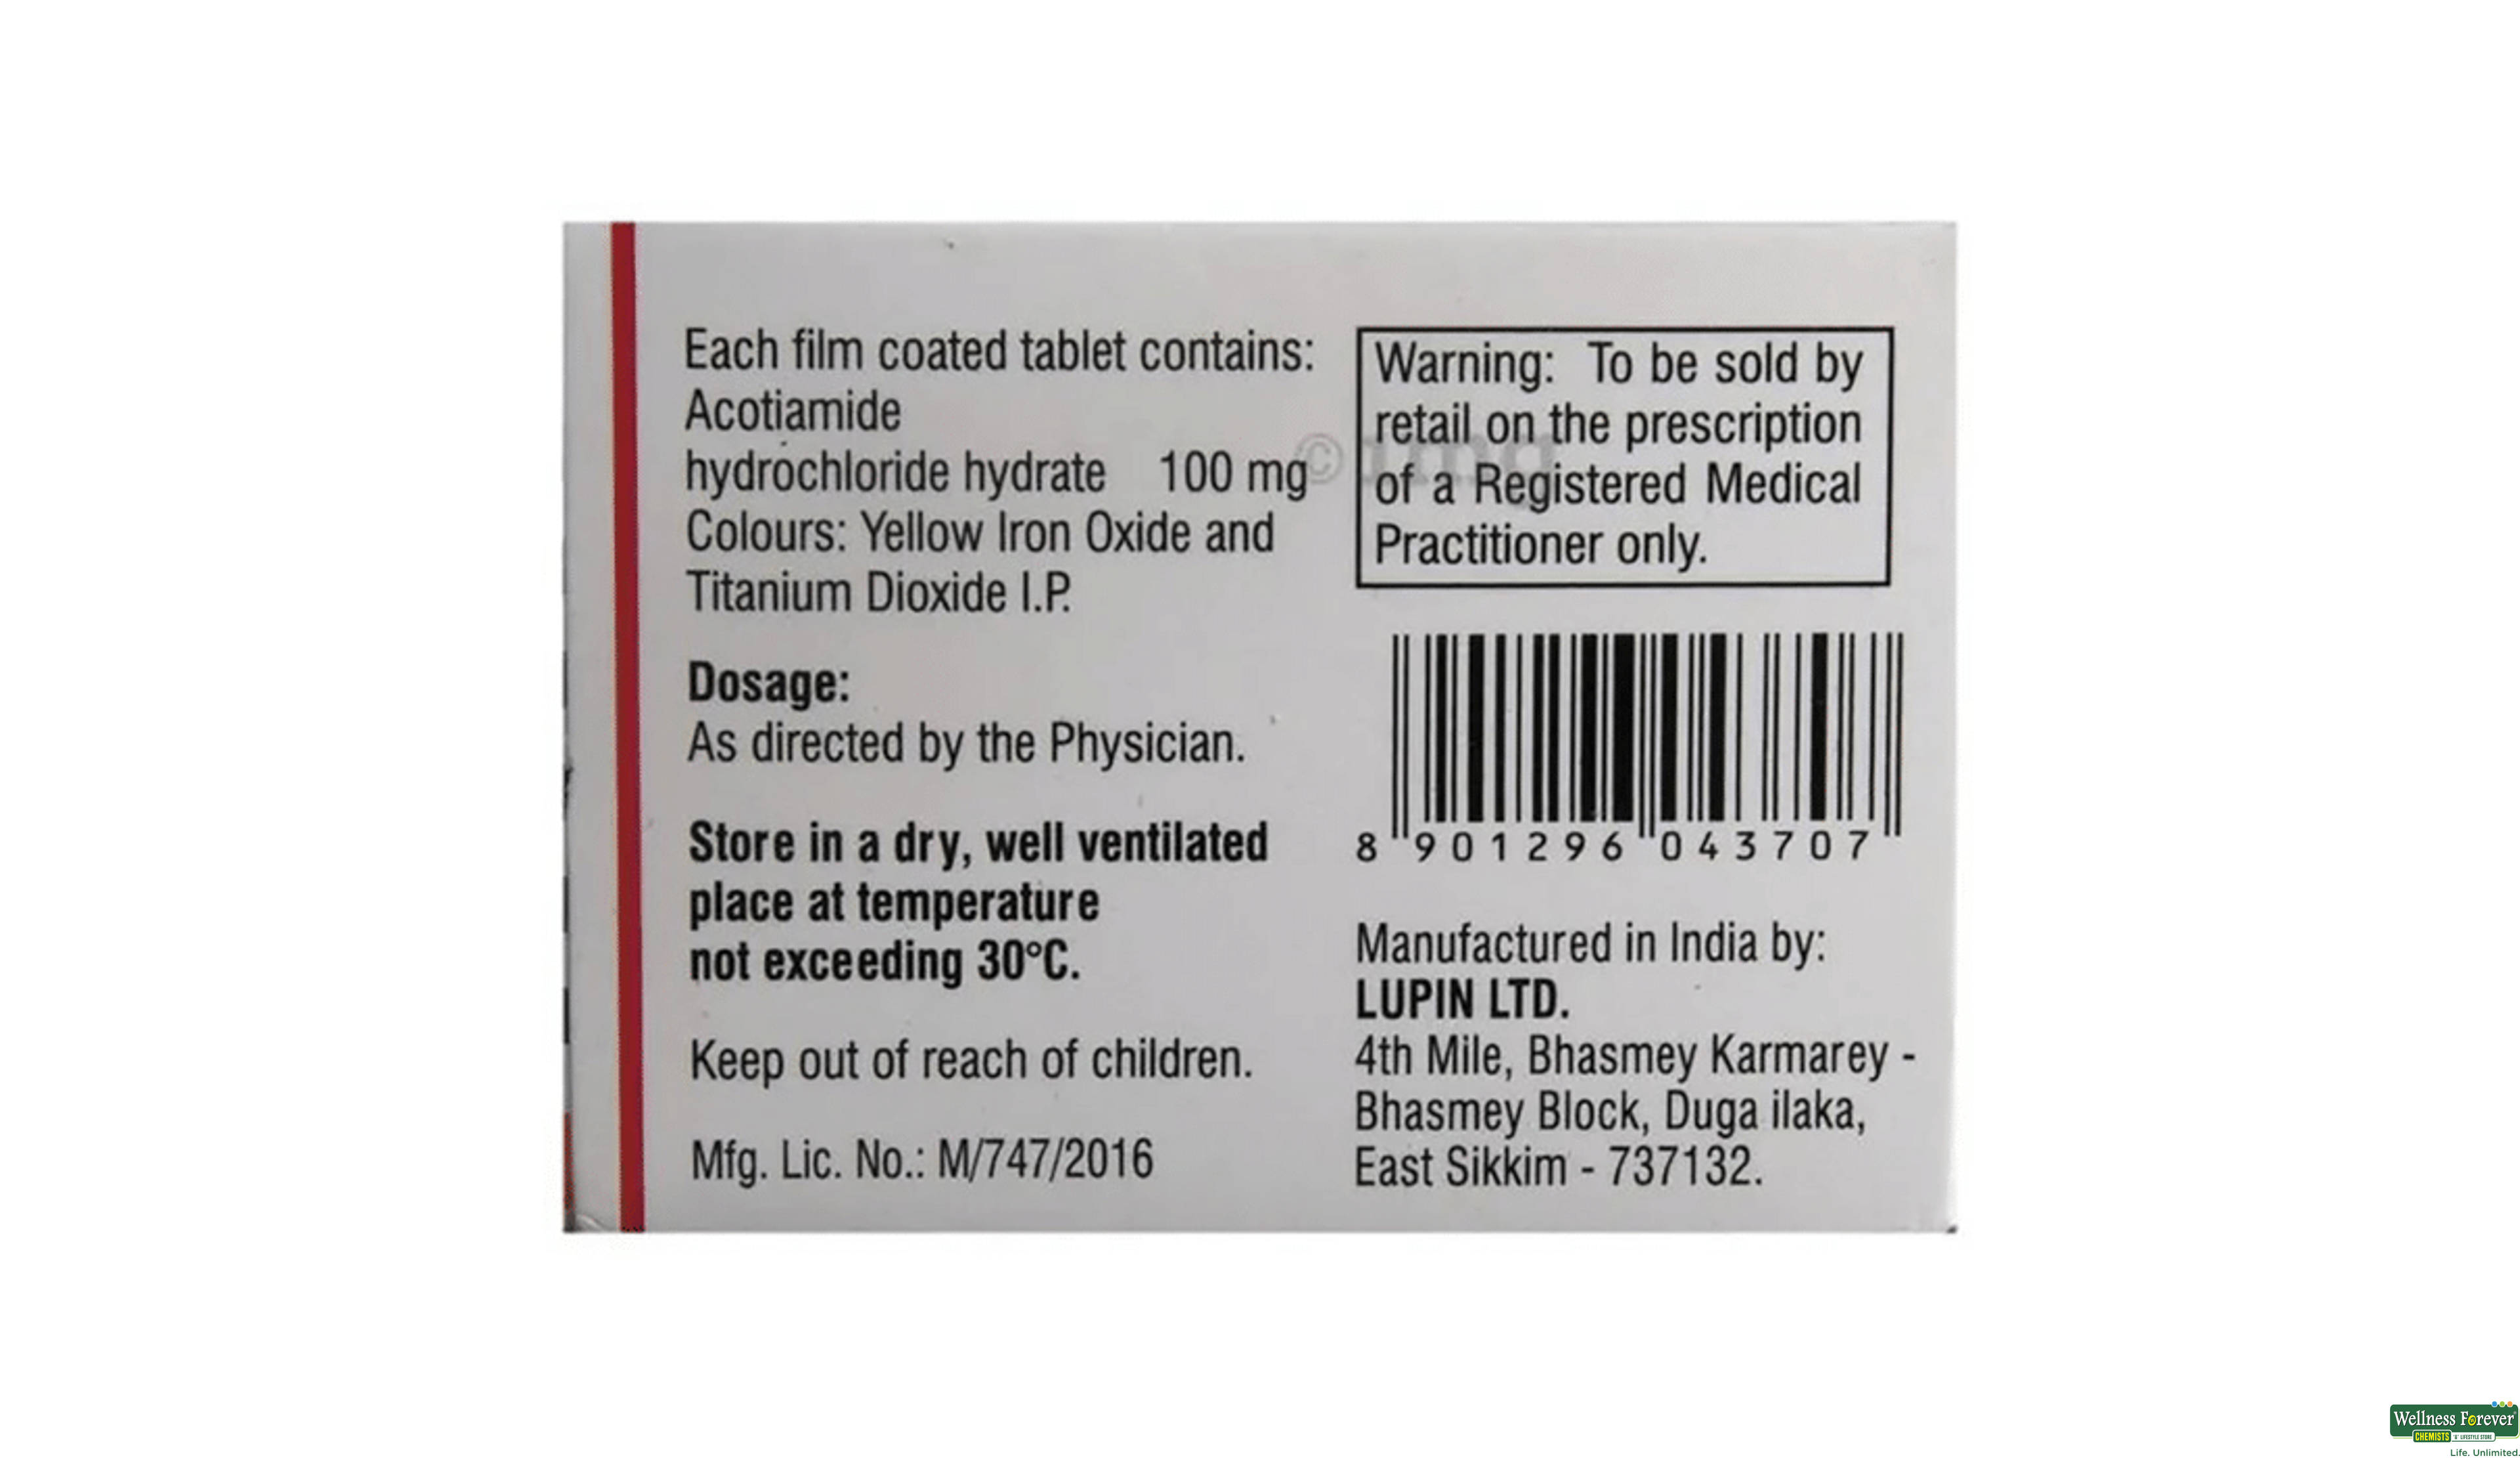 Each film coated tablet contains:
Acotiamide
hydrochloride hydrate 100 mg
Colours: Yellow Iron Oxide and
Titanium Dioxide I.P.
Dosage:
As directed by the Physician.
Store in a dry, well ventilated
place at temperature
not exceeding 30°C.
Keep out of reach of children.
Mfg. Lic. No.: M/747/2016
Warning: To be sold by
retail on the prescription
of a Registered Medical
Practitioner only.
8 901296 043707
Manufactured in India by:
LUPIN LTD.
4th Mile, Bhasmey Karmarey -
Bhasmey Block, Duga ilaka,
East Sikkim - 737132.
©1mg
Wellness Forever
CHEMISTS 'N' LIFESTYLE STORE
Life. Unlimited.